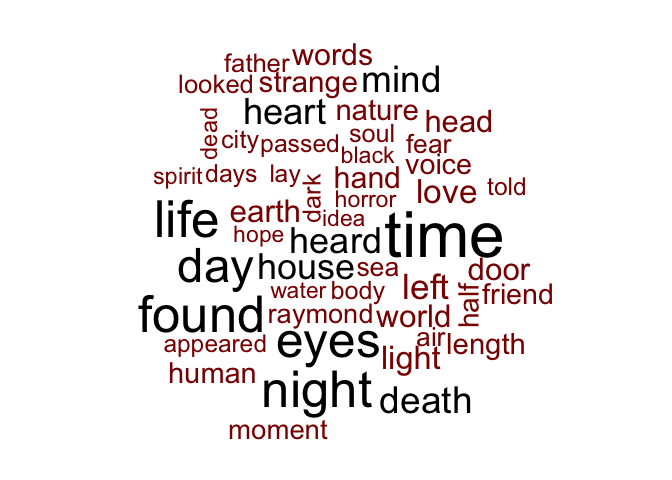 father words
looked strange mind
heart nature head
dead city passed soul fear
black voice
spirit days lay dark hand love told
horror
life earth idea time
hope heard
day house sea door
water body left half friend
found raymond world
appeared eyes light air length
human night death
moment